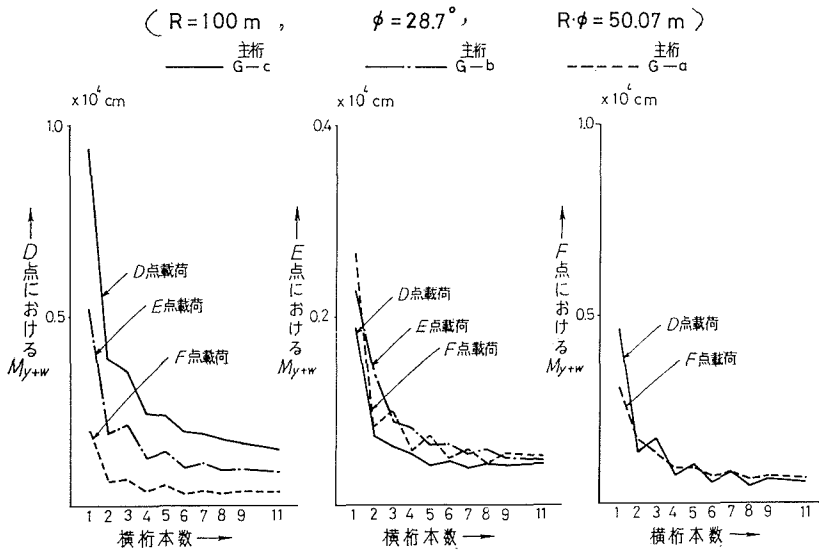 ( R=100 m , φ=28.7°, R·φ=50.07 m )
主桁 G-c
主桁 G-b
主桁 G-a
×10⁴ cm
1.0
0.5
D点における My+w
D点載荷
E点載荷
F点載荷
1 2 3 4 5 6 7 8 9 11
横桁本数
×10⁴ cm
0.4
0.2
E点における My+w
D点載荷
E点載荷
F点載荷
1 2 3 4 5 6 7 8 9 11
横桁本数
×10⁴ cm
1.0
0.5
F点における My+w
D点載荷
F点載荷
1 2 3 4 5 6 7 8 9 11
横桁本数